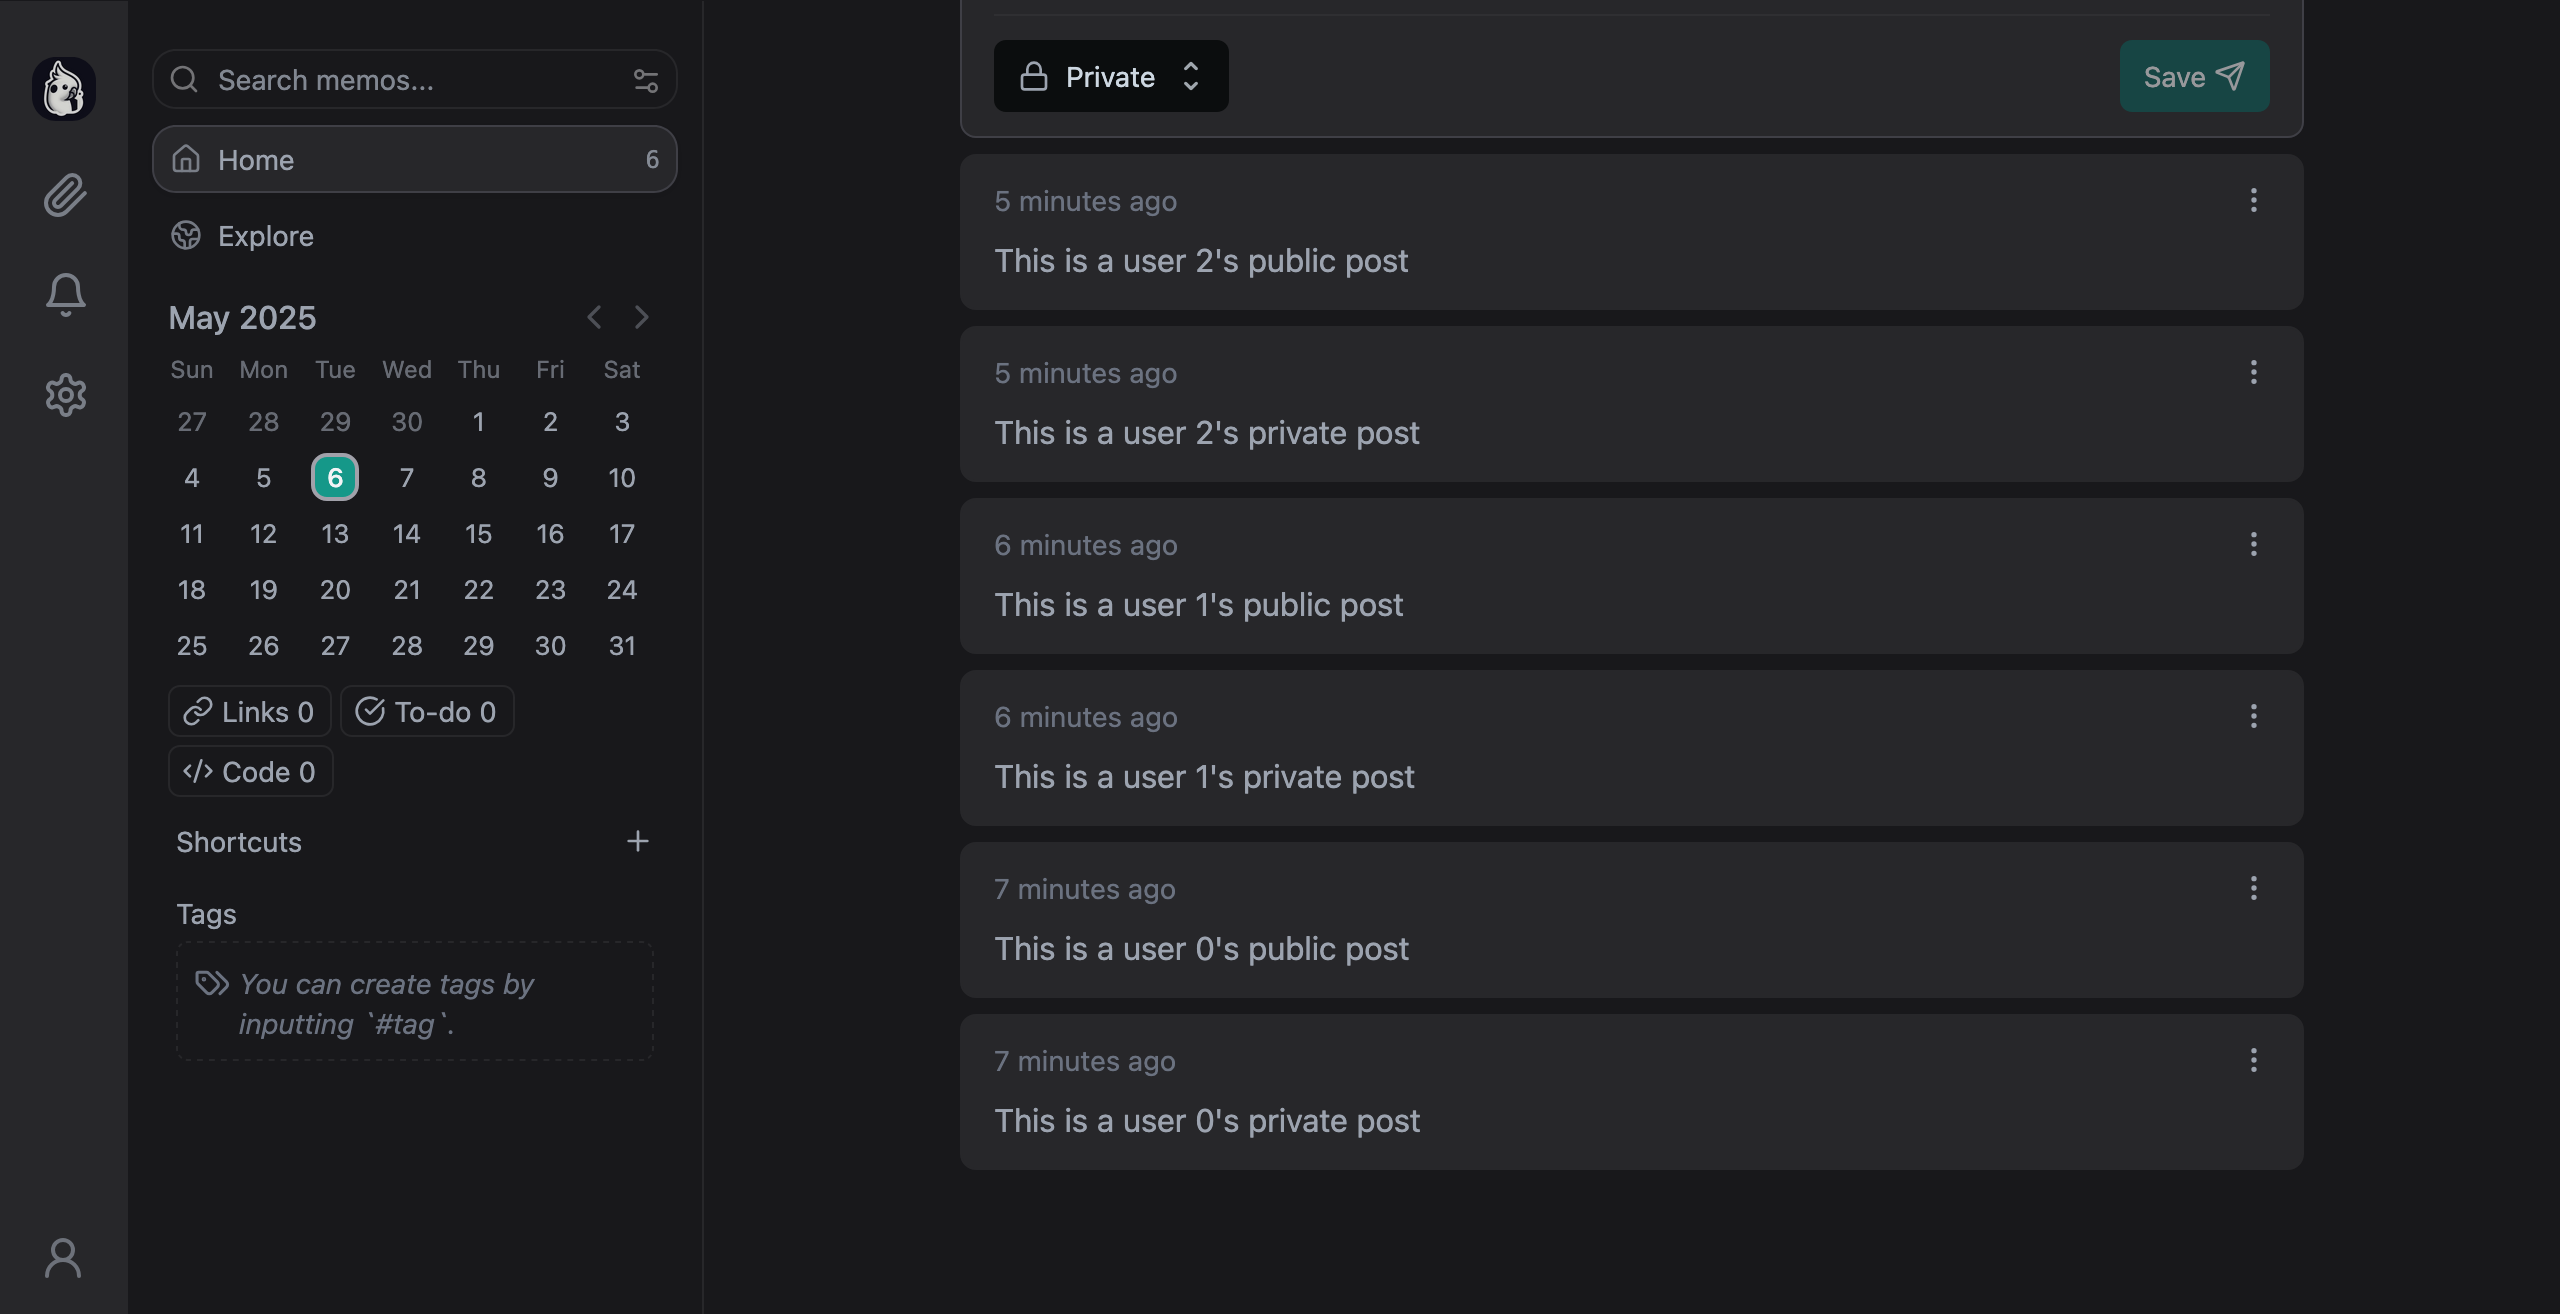 Search memos...
Home 6
Explore
May 2025
Sun Mon Tue Wed Thu Fri Sat
27 28 29 30 1 2 3
4 5 6 7 8 9 10
11 12 13 14 15 16 17
18 19 20 21 22 23 24
25 26 27 28 29 30 31
Links 0 To-do 0
Code 0
Shortcuts
Tags
You can create tags by
inputting `#tag`.
Private
Save
5 minutes ago
This is a user 2's public post
5 minutes ago
This is a user 2's private post
6 minutes ago
This is a user 1's public post
6 minutes ago
This is a user 1's private post
7 minutes ago
This is a user 0's public post
7 minutes ago
This is a user 0's private post